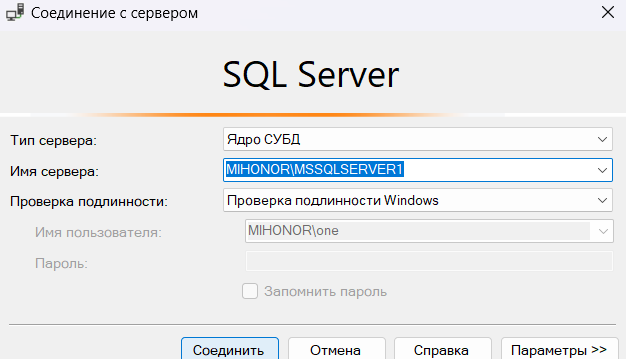 Соединение с сервером
SQL Server
Тип сервера: Ядро СУБД
Имя сервера: MIHONOR\MSSQLSERVER1
Проверка подлинности: Проверка подлинности Windows
Имя пользователя: MIHONOR\one
Пароль:
Запомнить пароль
Соединить Отмена Справка Параметры >>